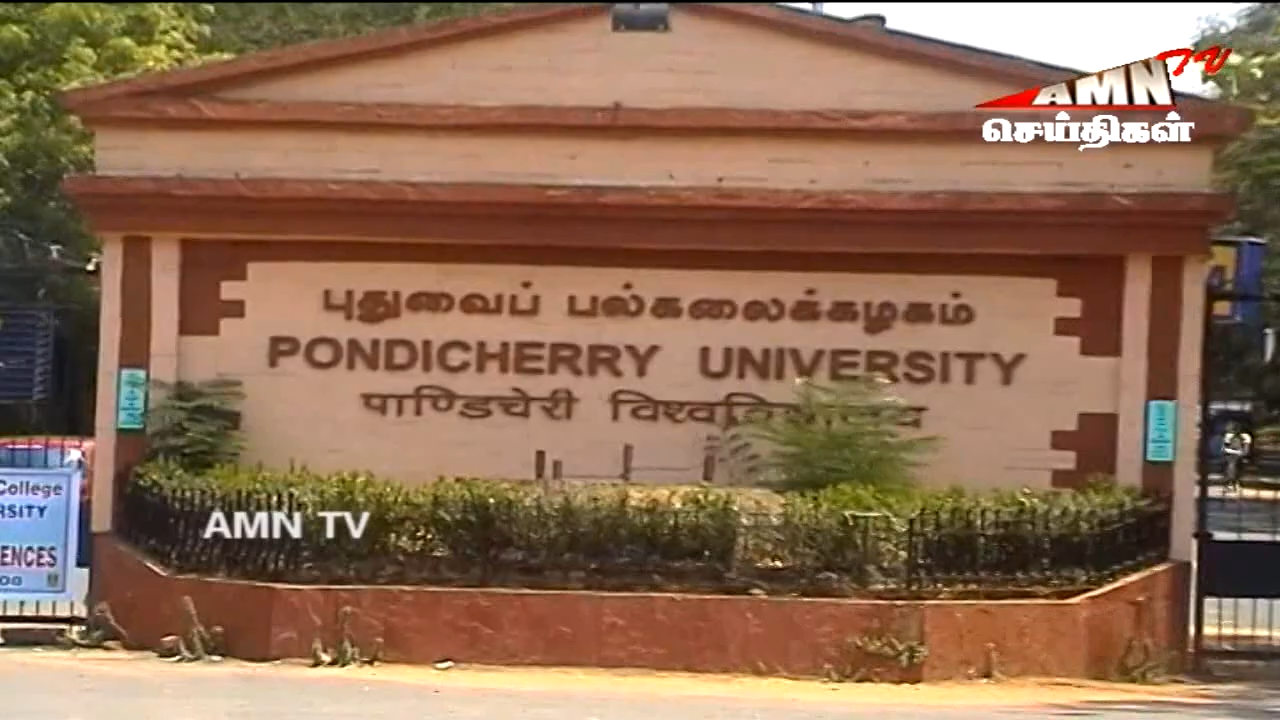 AMN TV
செய்திகள்
புதுவைப் பல்கலைக்கழகம்
PONDICHERRY UNIVERSITY
पाण्डिचेरी
College
RSITY
ENCES
AMN TV